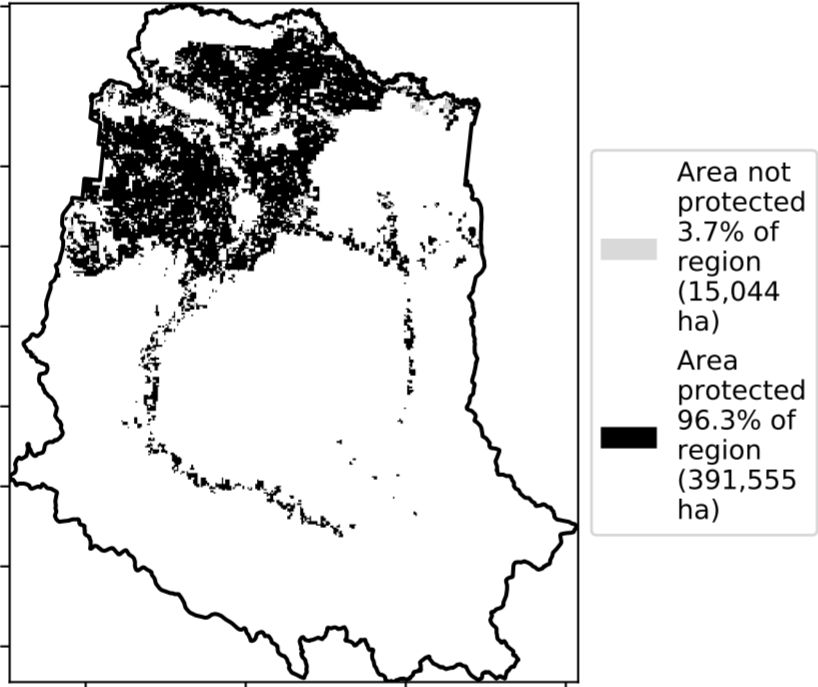 Area not
protected
3.7% of
region
(15,044
ha)
Area
protected
96.3% of
region
(391,555
ha)